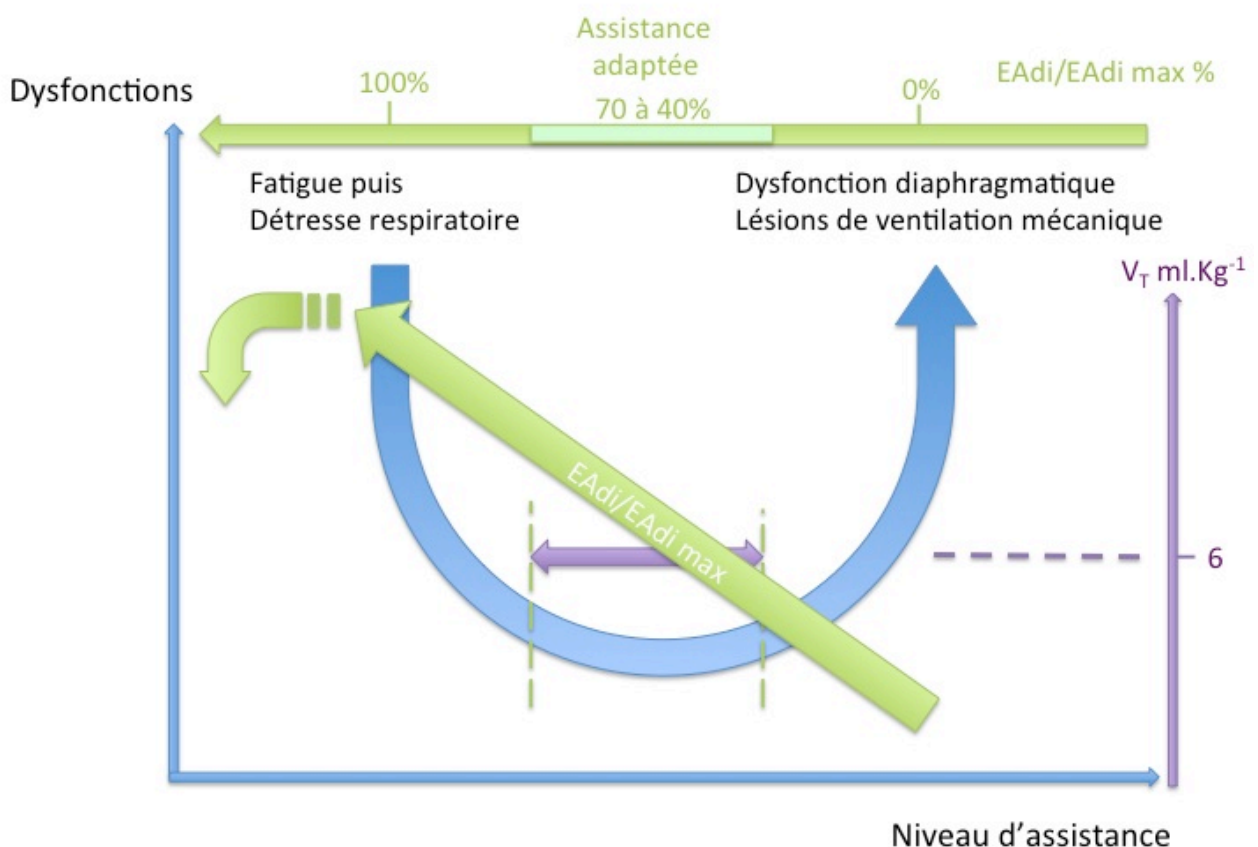 Dysfonctions
Assistance
adaptée
70 à 40%
100%
0%
EAdi/EAdi max %
Fatigue puis
Détresse respiratoire
Dysfonction diaphragmatique
Lésions de ventilation mécanique
V_T ml.Kg⁻¹
EAdi/EAdi max
6
Niveau d’assistance